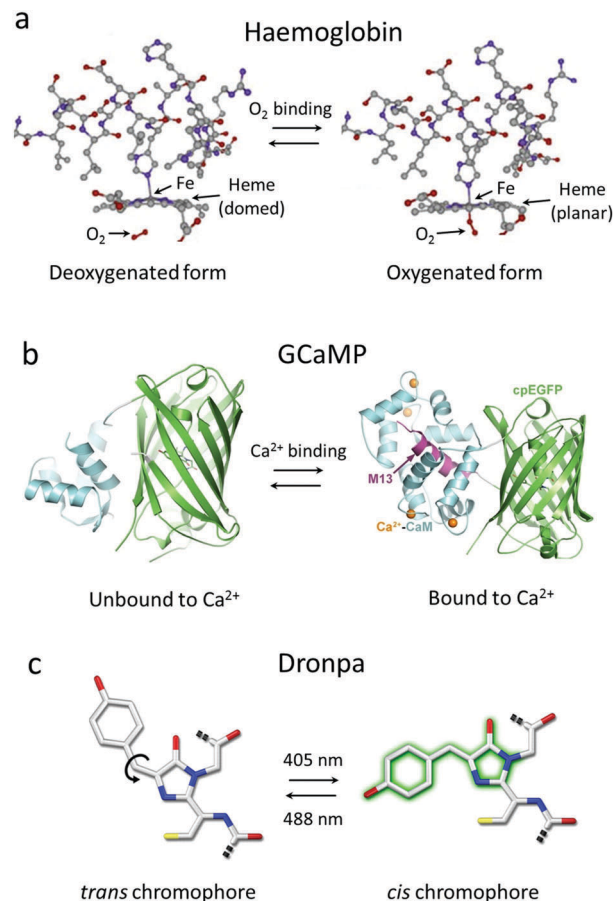 a
Haemoglobin
O₂ binding
Fe
Heme
(domed)
O₂
Deoxygenated form
Fe
Heme
(planar)
O₂
Oxygenated form
b
GCaMP
Ca²⁺ binding
cpEGFP
M13
Ca²⁺-CaM
Unbound to Ca²⁺
Bound to Ca²⁺
c
Dronpa
405 nm
488 nm
trans chromophore
cis chromophore